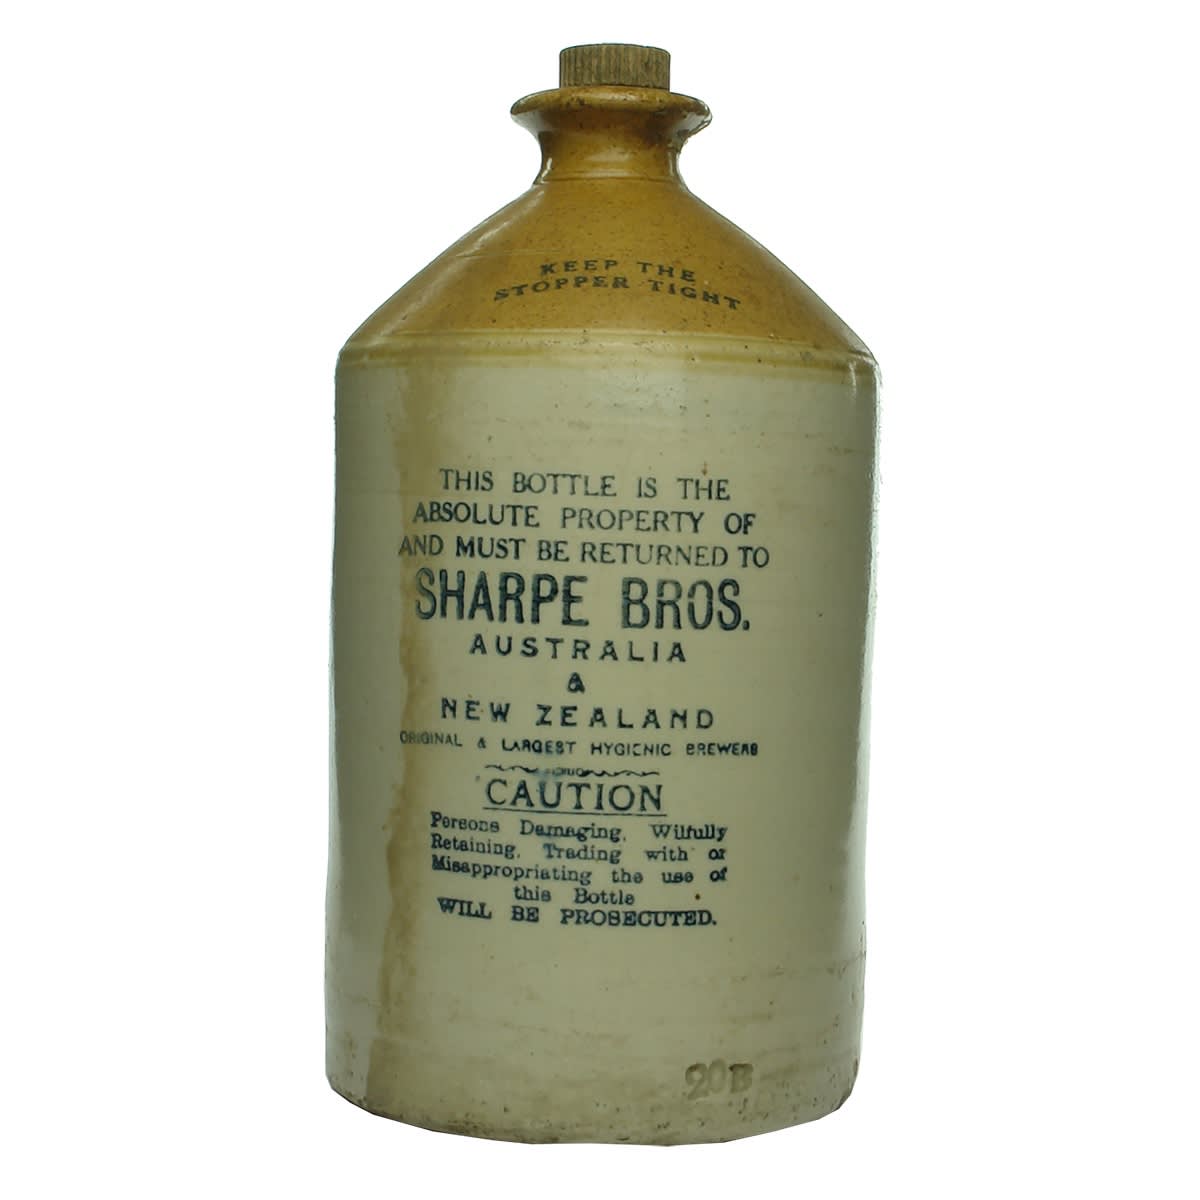 KEEP THE
STOPPER TIGHT
THIS BOTTLE IS THE
ABSOLUTE PROPERTY OF
AND MUST BE RETURNED TO
SHARPE BROS.
AUSTRALIA
&
NEW ZEALAND
ORIGINAL & LARGEST HYGIENIC BREWERS
CAUTION
Persons Damaging, Wilfully
Retaining, Trading with or
Misappropriating the use of
this Bottle
WILL BE PROSECUTED.
20B